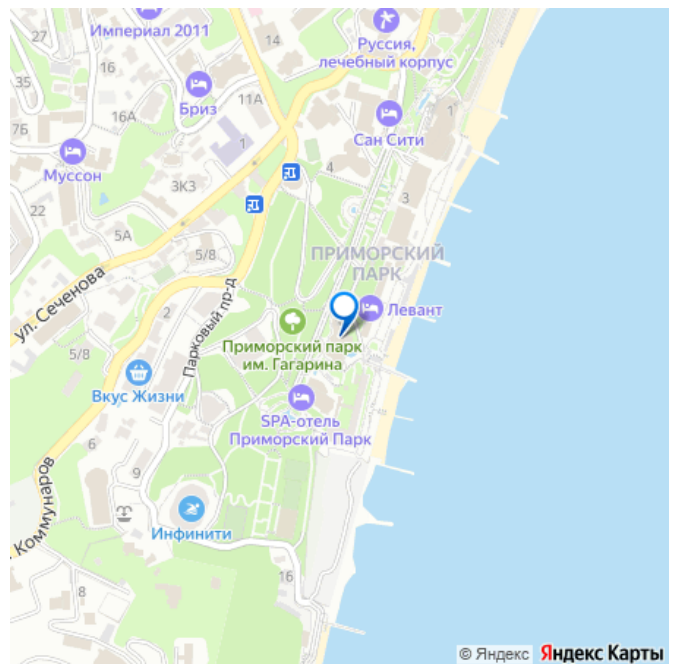 Империал 2011
27
16
14
Руссия,
лечебный корпус
35
Бриз
11А
16А
1
7Б
1
Сан Сити
Муссон
3К3
4
3
22
5А
5/8
ПРИМОРСКИЙ
ПАРК
ул. Сеченова
2
Парковый пр-д
Левант
Приморский парк
им. Гагарина
5/8
Вкус Жизни
SPA-отель
Приморский Парк
6
9
Коммунаров
Инфинити
8
16
© Яндекс Яндекс Карты